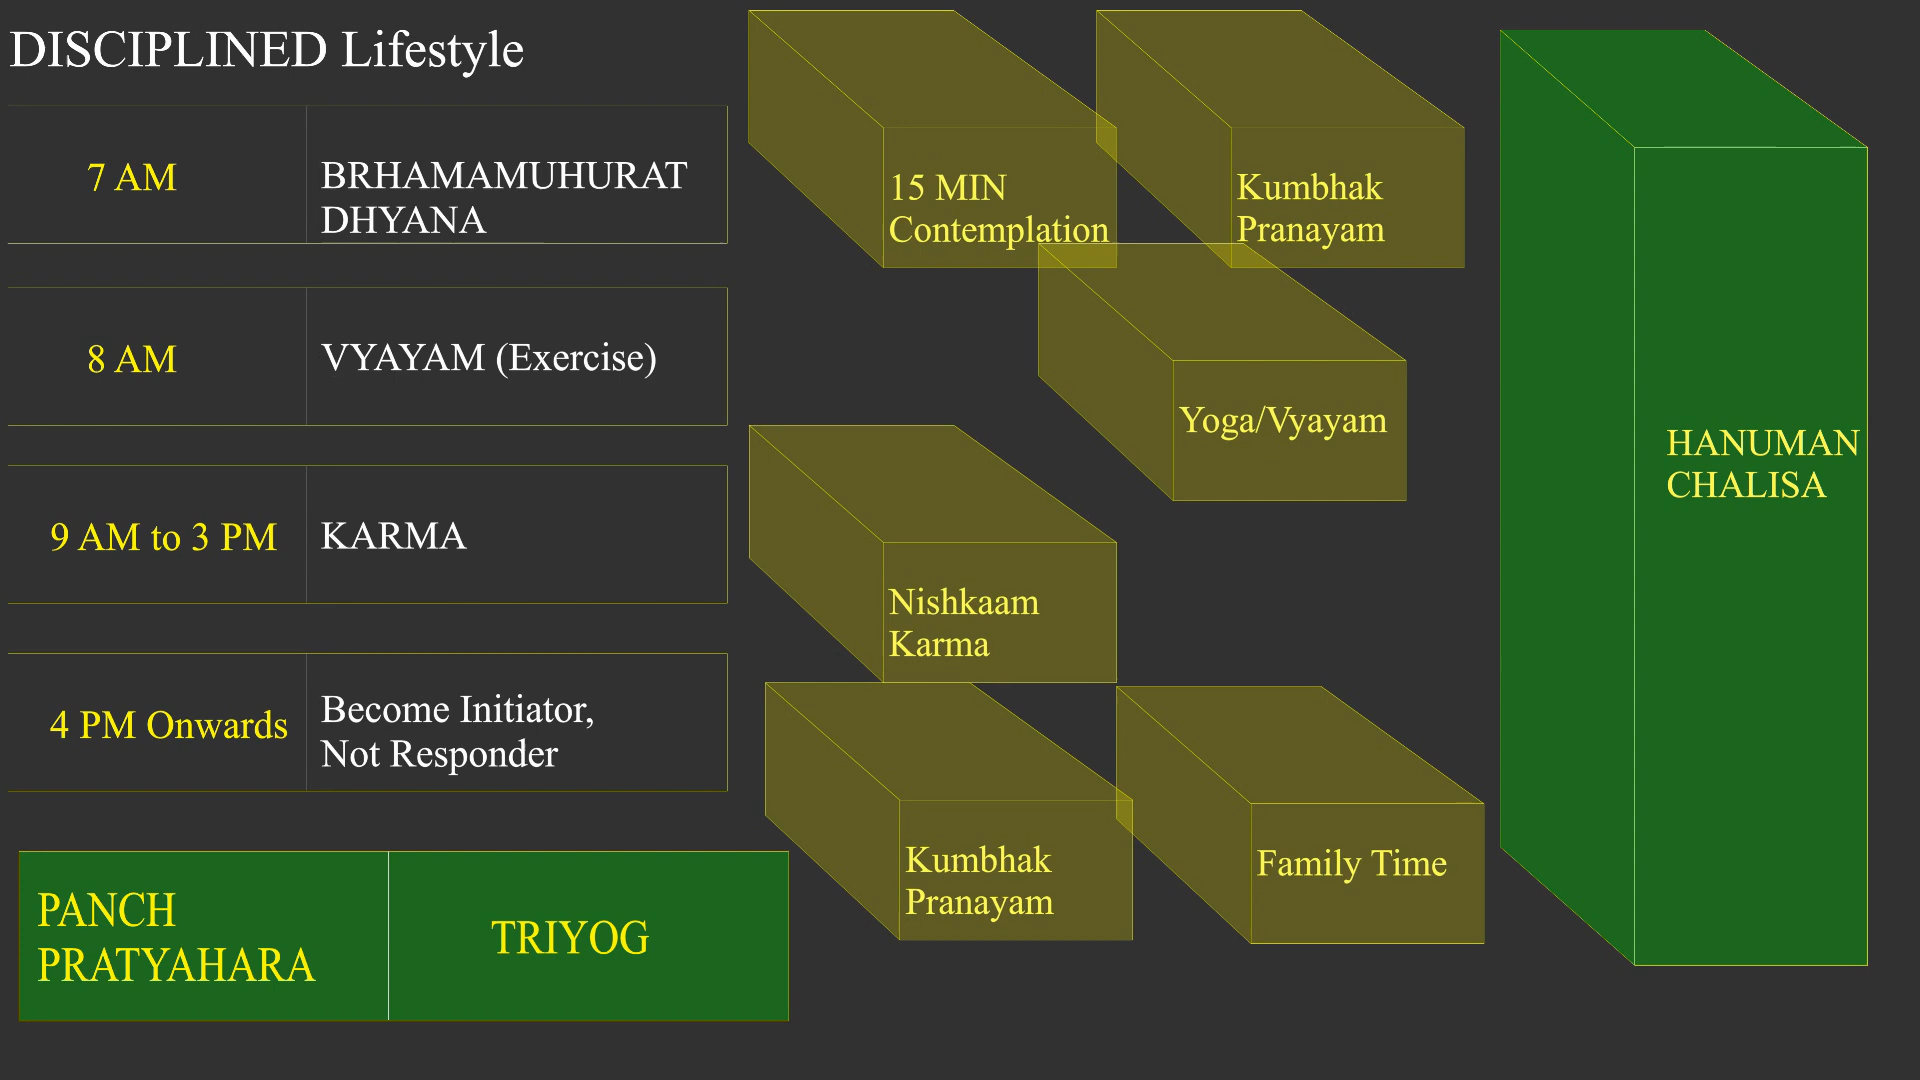 DISCIPLINED Lifestyle
7 AM
BRHAMAMUHURAT
DHYANA
15 MIN
Contemplation
Kumbhak
Pranayam
8 AM
VYAYAM (Exercise)
Yoga/Vyayam
9 AM to 3 PM
KARMA
Nishkaam
Karma
4 PM Onwards
Become Initiator,
Not Responder
Kumbhak
Pranayam
Family Time
HANUMAN
CHALISA
PANCH
PRATYAHARA
TRIYOG